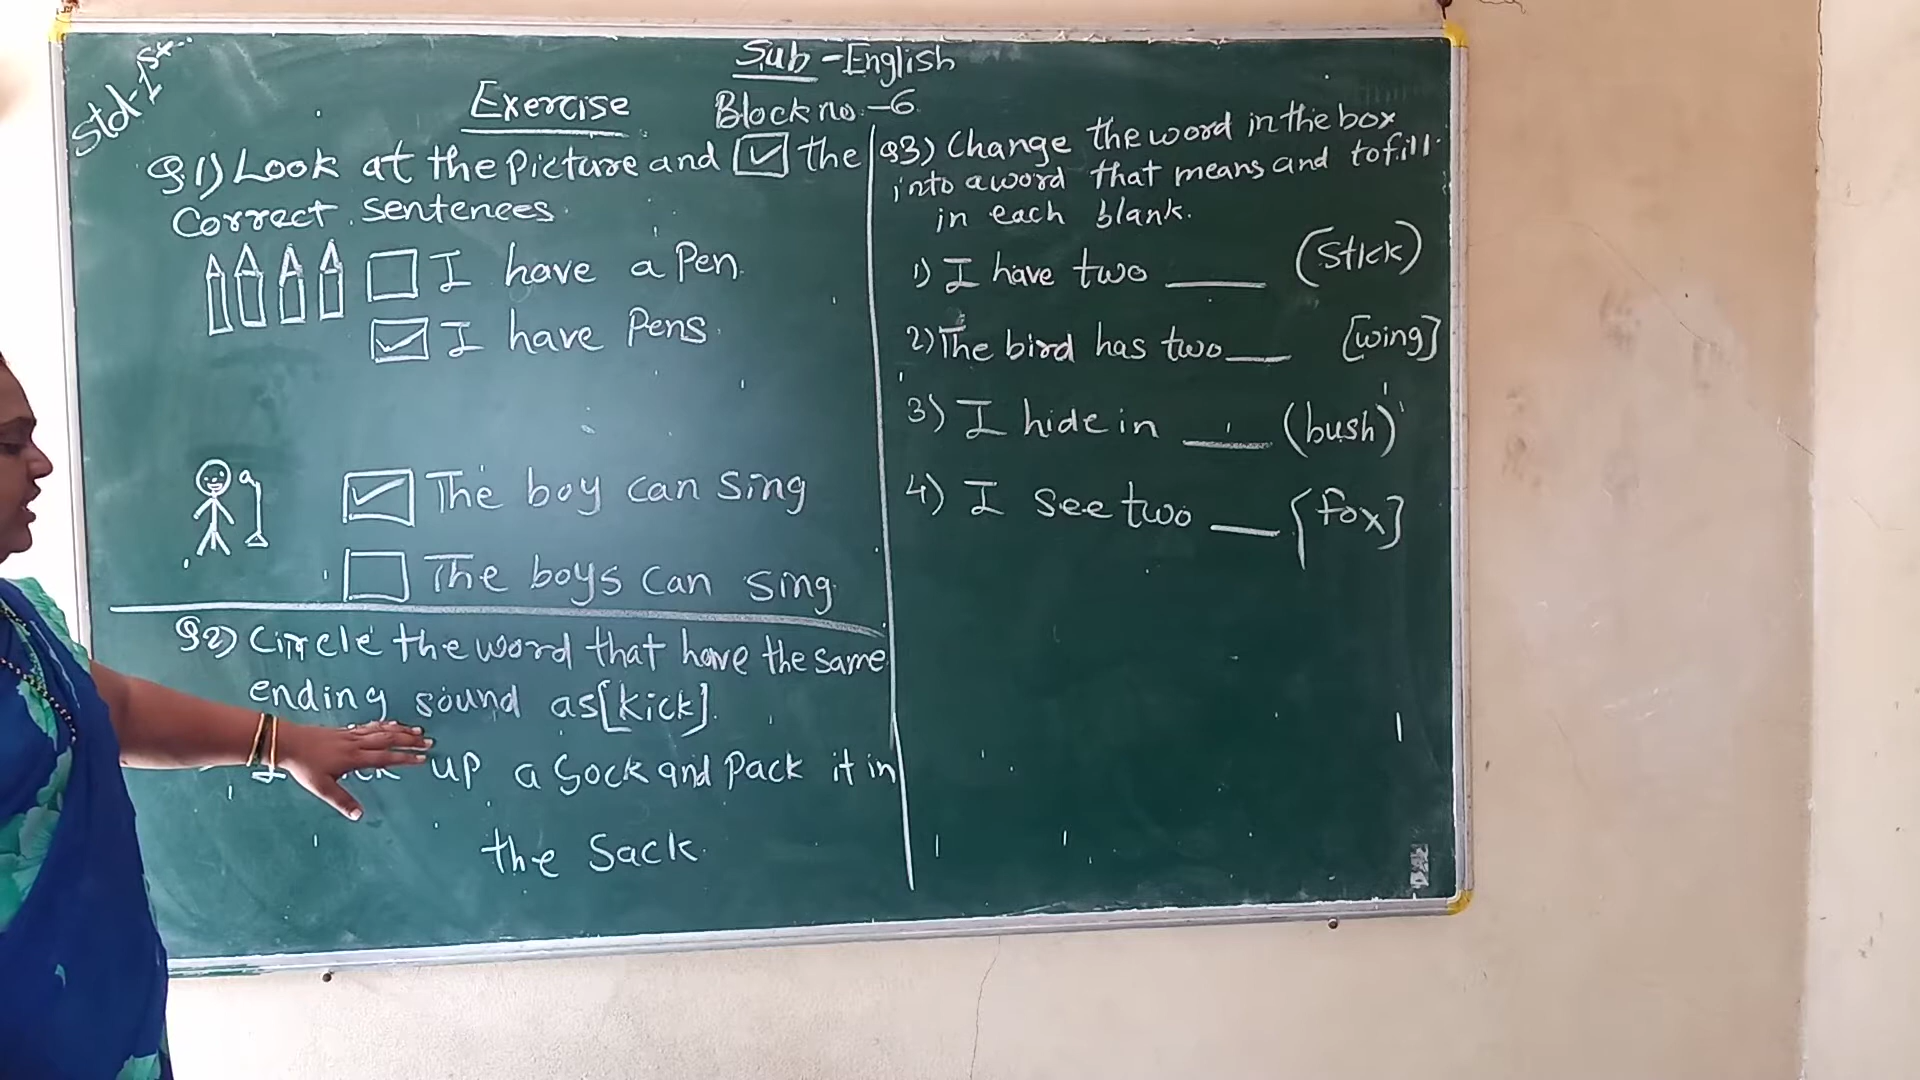 Std-1st..
Sub - English
Exercise
Block no - 6
Q.1) Look at the Picture and the
Correct sentences.
I have a Pen.
I have Pens.
The boy can sing
The boys can sing.
Q2) Circle the word that have the same
ending sound as [kick].
I up a Sock and Pack it in
the Sack.
Q3) Change the word in the box
into a word that means and to fill.
in each blank.
1) I have two ____ (Stick)
2) The bird has two ____ [wing]
3) I hide in ____ (bush)
4) I see two ____ [fox]